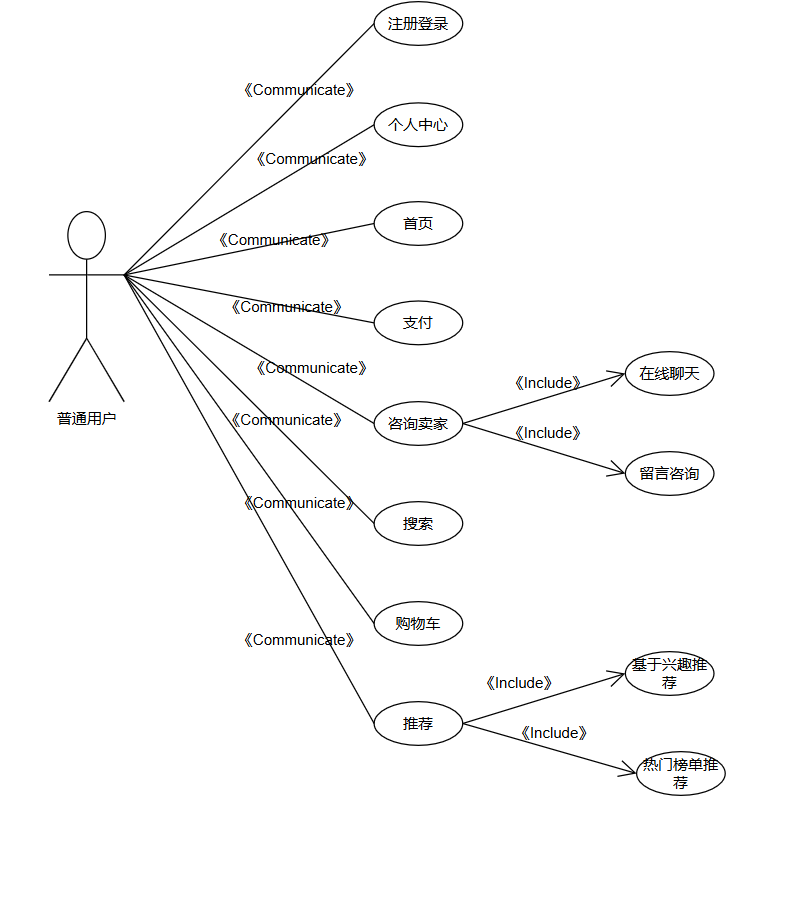 注册登录
《Communicate》
个人中心
《Communicate》
首页
《Communicate》
《Communicate》
支付
《Communicate》
在线聊天
《Include》
普通用户
《Communicate》
咨询卖家
《Include》
留言咨询
《Communicate》
搜索
购物车
《Communicate》
基于兴趣推
荐
《Include》
推荐
《Include》
热门榜单推
荐